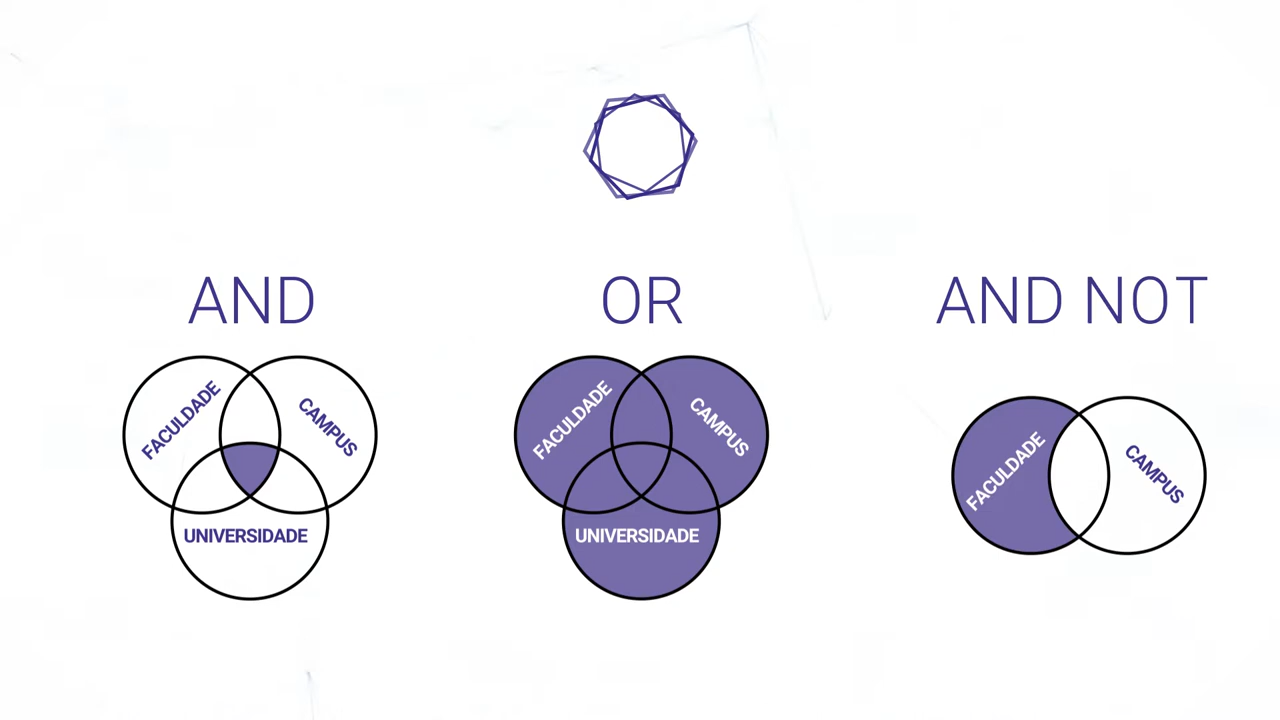 AND
FACULDADE
CAMPUS
UNIVERSIDADE
OR
FACULDADE
CAMPUS
UNIVERSIDADE
AND NOT
FACULDADE
CAMPUS